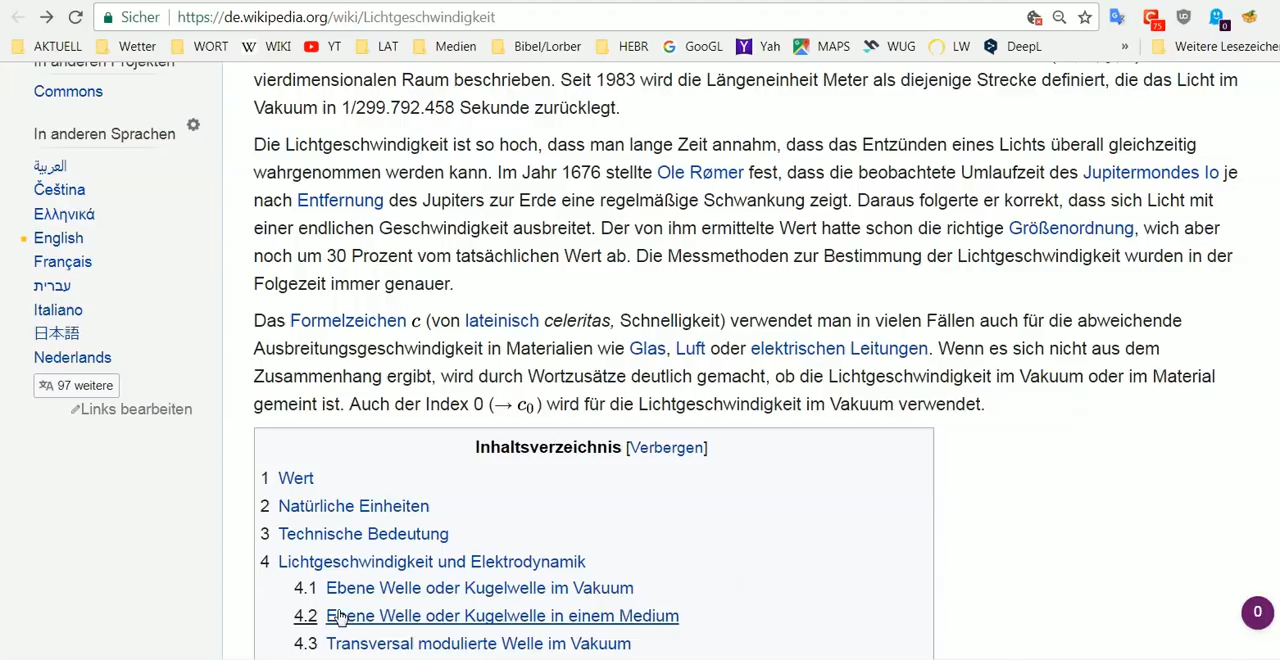 Sicher https://de.wikipedia.org/wiki/Lichtgeschwindigkeit
75
0
AKTUELL Wetter WORT WIKI YT LAT Medien Bibel/Lorber HEBR GooGL Yah MAPS WUG LW DeepL » Weitere Lesezeichen
In anderen Projekten
Commons
In anderen Sprachen
العربية
Čeština
Ελληνικά
English
Français
עברית
Italiano
日本語
Nederlands
97 weitere
Links bearbeiten
vierdimensionalen Raum beschrieben. Seit 1983 wird die Längeneinheit Meter als diejenige Strecke definiert, die das Licht im
Vakuum in 1/299.792.458 Sekunde zurücklegt.
Die Lichtgeschwindigkeit ist so hoch, dass man lange Zeit annahm, dass das Entzünden eines Lichts überall gleichzeitig
wahrgenommen werden kann. Im Jahr 1676 stellte Ole Rømer fest, dass die beobachtete Umlaufzeit des Jupitermondes Io je
nach Entfernung des Jupiters zur Erde eine regelmäßige Schwankung zeigt. Daraus folgerte er korrekt, dass sich Licht mit
einer endlichen Geschwindigkeit ausbreitet. Der von ihm ermittelte Wert hatte schon die richtige Größenordnung, wich aber
noch um 30 Prozent vom tatsächlichen Wert ab. Die Messmethoden zur Bestimmung der Lichtgeschwindigkeit wurden in der
Folgezeit immer genauer.
Das Formelzeichen c (von lateinisch celeritas, Schnelligkeit) verwendet man in vielen Fällen auch für die abweichende
Ausbreitungsgeschwindigkeit in Materialien wie Glas, Luft oder elektrischen Leitungen. Wenn es sich nicht aus dem
Zusammenhang ergibt, wird durch Wortzusätze deutlich gemacht, ob die Lichtgeschwindigkeit im Vakuum oder im Material
gemeint ist. Auch der Index 0 (→ c₀) wird für die Lichtgeschwindigkeit im Vakuum verwendet.
Inhaltsverzeichnis [Verbergen]
1 Wert
2 Natürliche Einheiten
3 Technische Bedeutung
4 Lichtgeschwindigkeit und Elektrodynamik
4.1 Ebene Welle oder Kugelwelle im Vakuum
4.2 Ebene Welle oder Kugelwelle in einem Medium
4.3 Transversal modulierte Welle im Vakuum
0